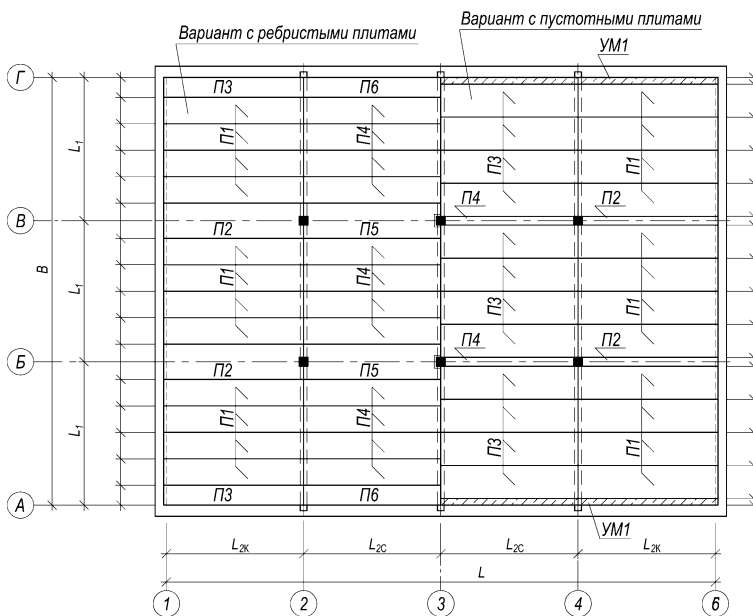 Вариант с ребристыми плитами
Вариант с пустотными плитами
УМ1
Г
П3
П6
L1
П1
П4
П3
П1
П4
П2
В
П2
П5
В
L1
П1
П4
П3
П1
П4
П2
Б
П2
П5
L1
П1
П4
П3
П1
А
П3
П6
УМ1
L2К
L2С
L2С
L2К
L
1
2
3
4
6